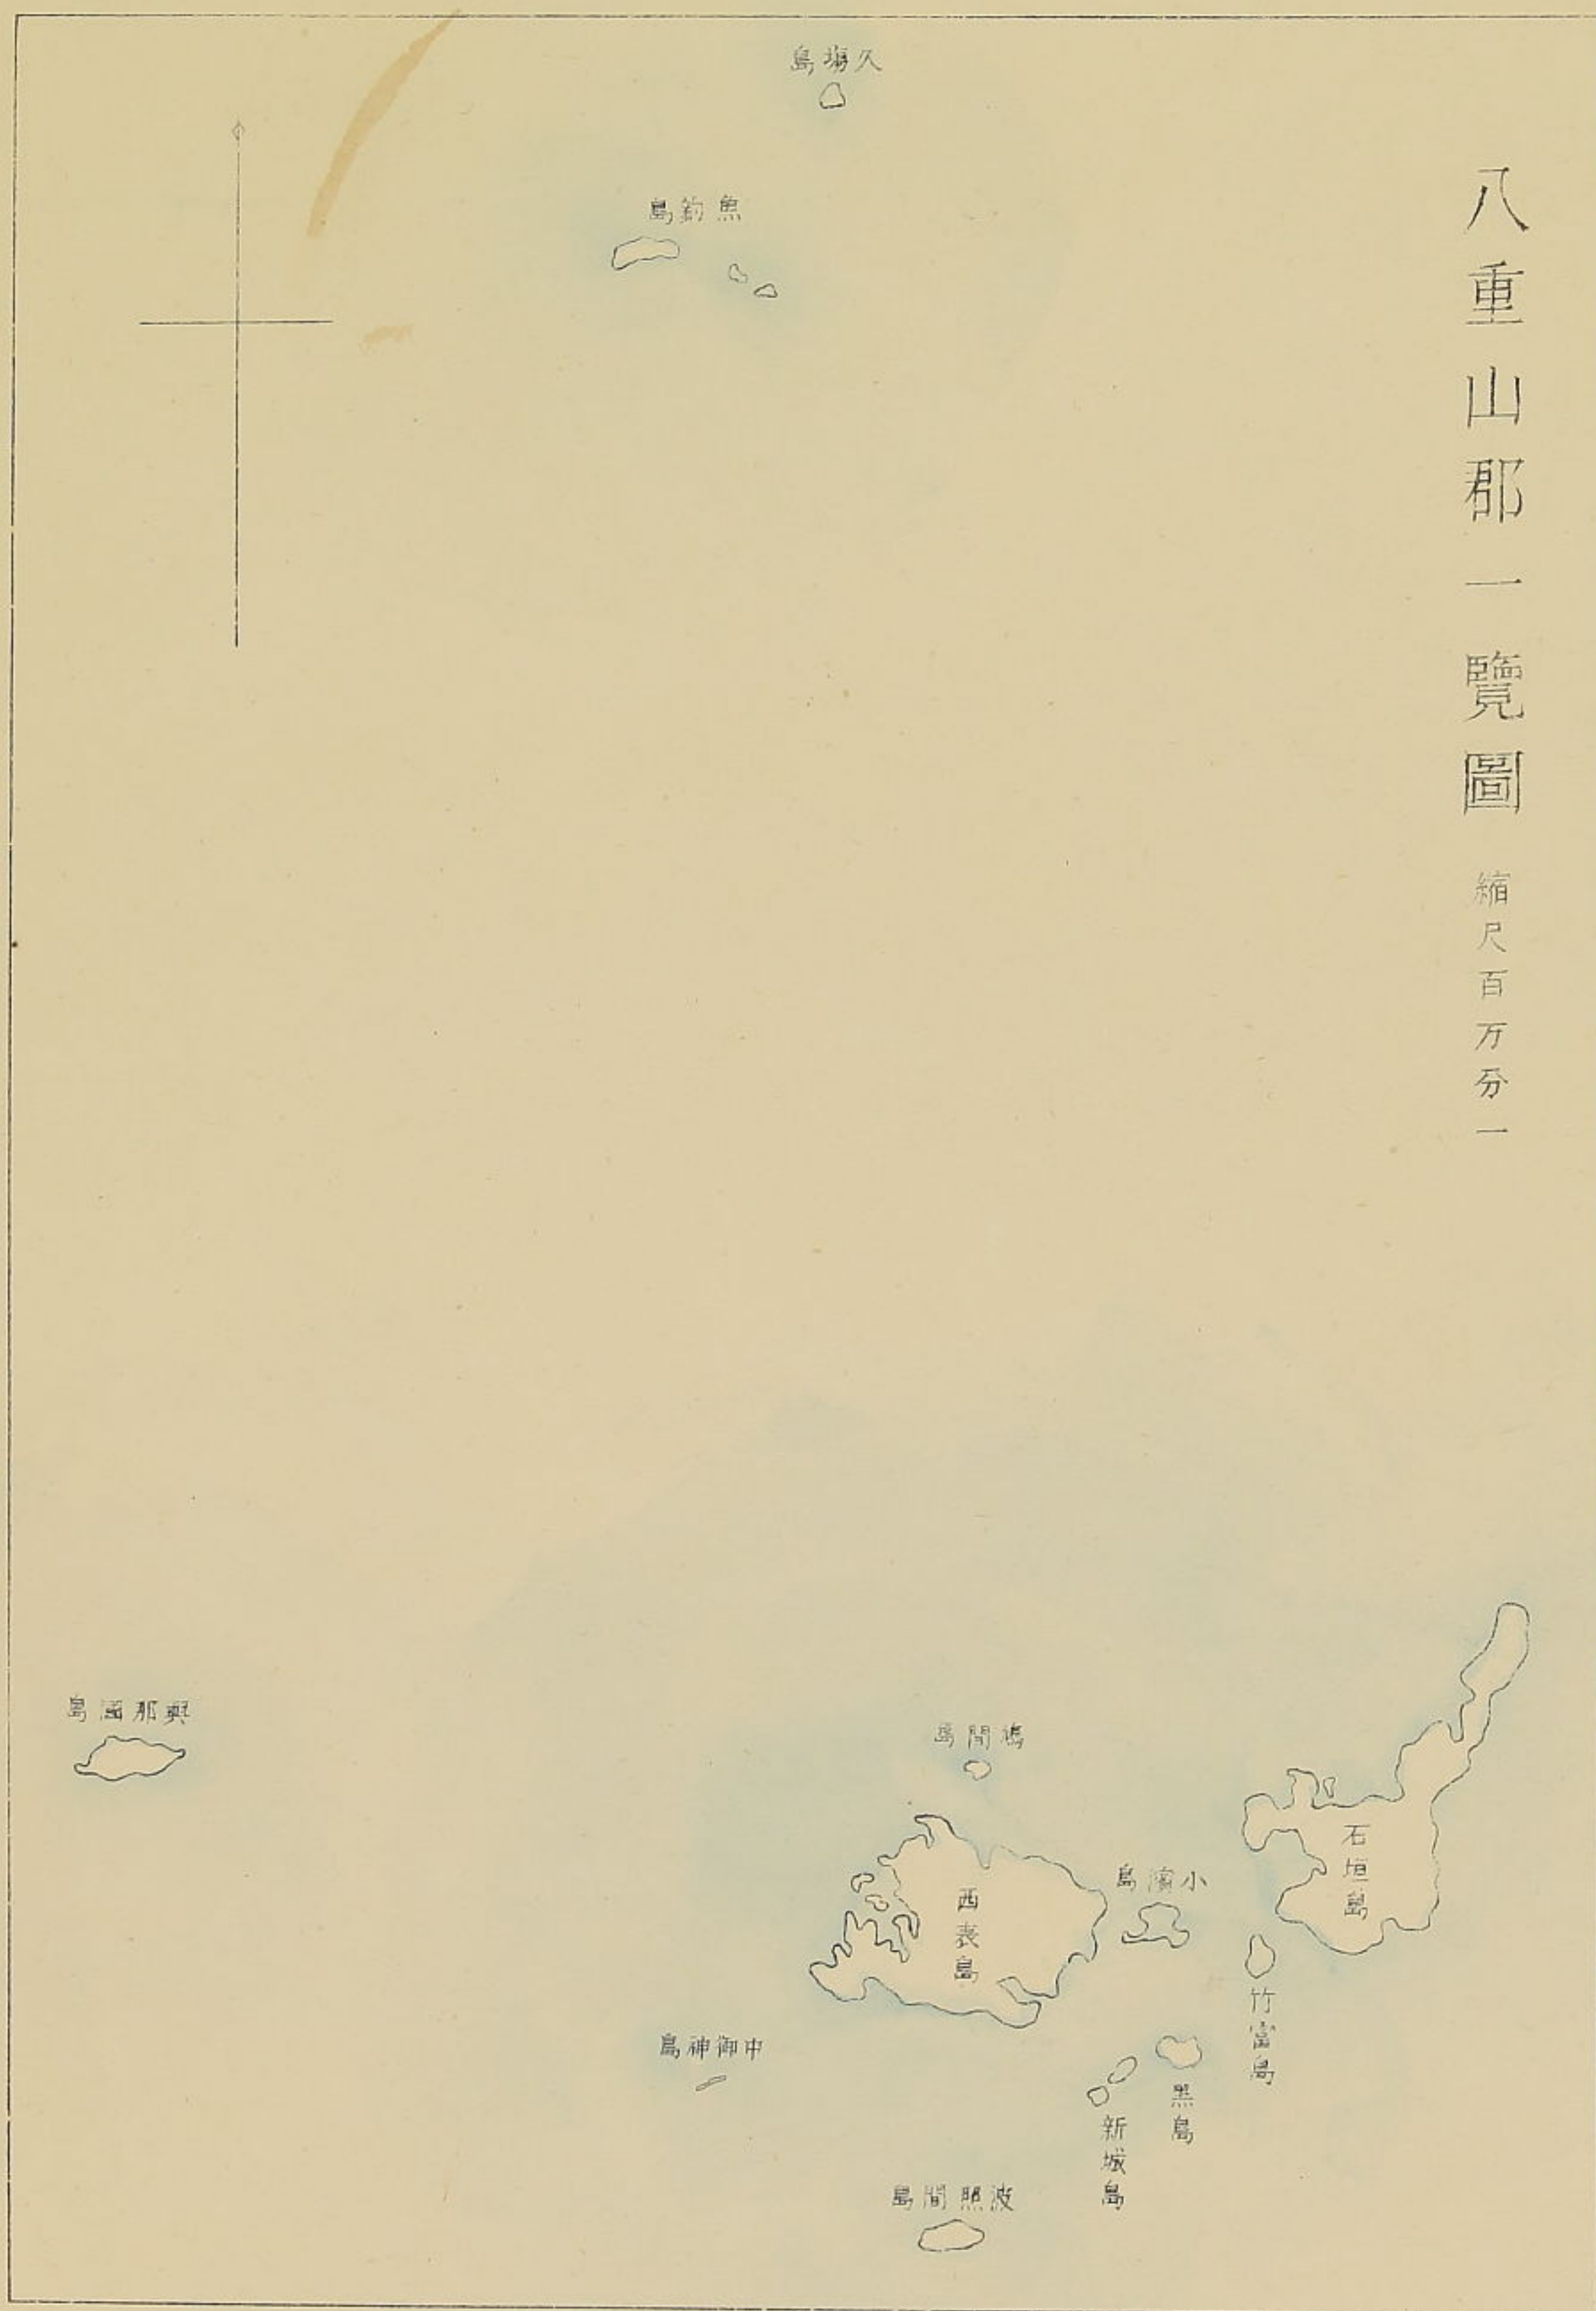 八重山郡一覽圖
縮尺百万分一
久塲島
魚釣島
與那國島
鳩間島
石垣島
小濱島
西表島
竹富島
中御神島
黒島
新城島
波照間島